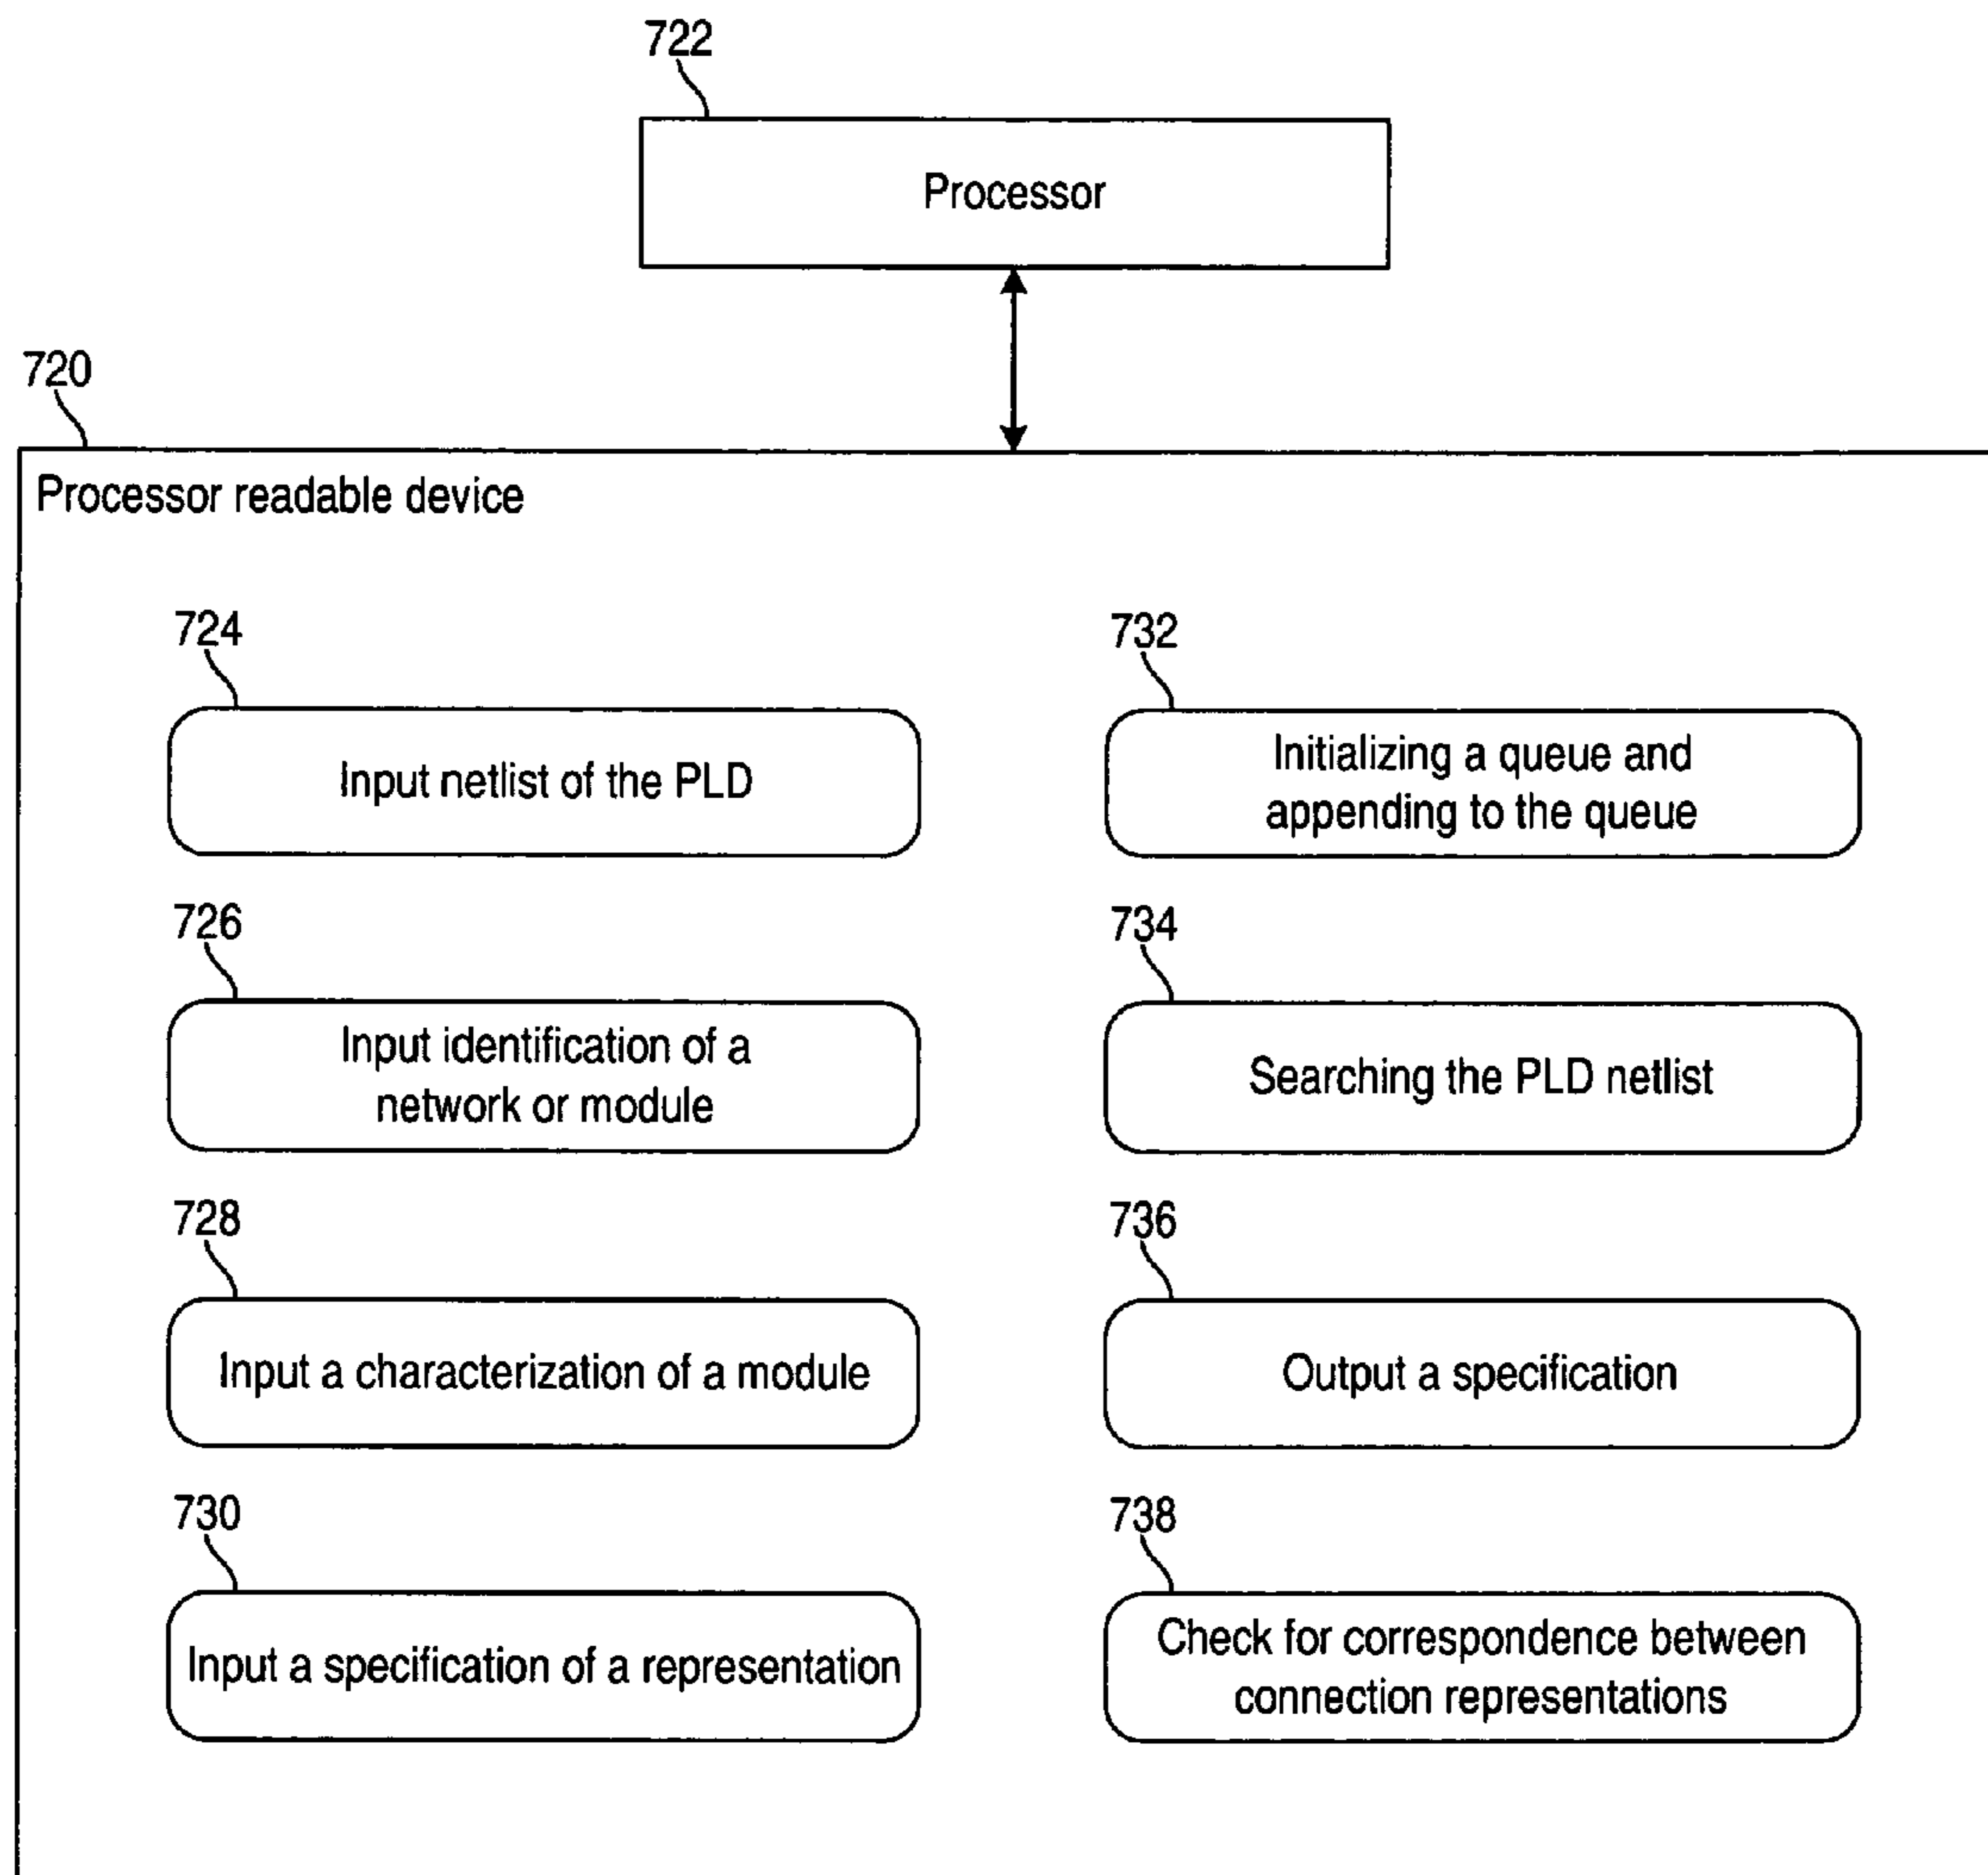 722
Processor
720
Processor readable device
724
Input netlist of the PLD
732
Initializing a queue and
appending to the queue
726
Input identification of a
network or module
734
Searching the PLD netlist
728
Input a characterization of a module
736
Output a specification
730
Input a specification of a representation
738
Check for correspondence between
connection representations